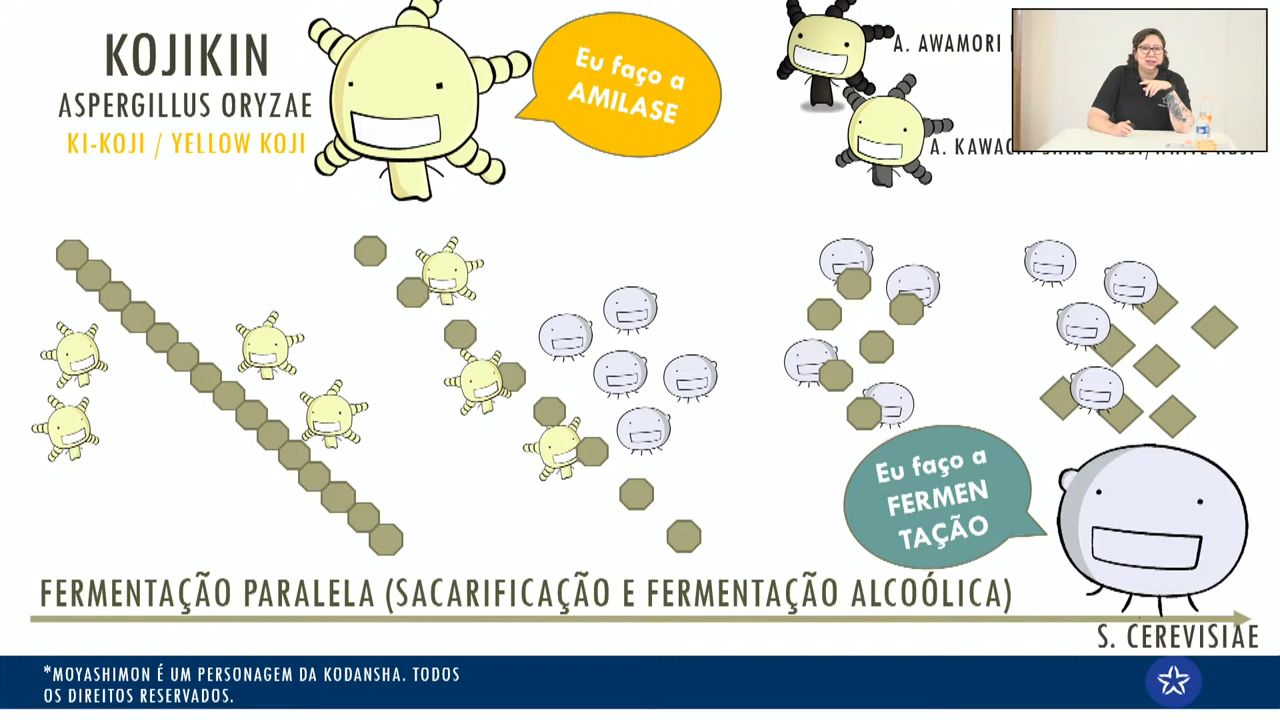 KOJIKIN
ASPERGILLUS ORYZAE
KI-KOJI / YELLOW KOJI
Eu faço a
AMILASE
A. AWAMORI
A. KAWACHI
Eu faço a
FERMEN
TAÇÃO
FERMENTAÇÃO PARALELA (SACARIFICAÇÃO E FERMENTAÇÃO ALCOÓLICA)
S. CEREVISIAE
*MOYASHIMON É UM PERSONAGEM DA KODANSHA. TODOS
OS DIREITOS RESERVADOS.